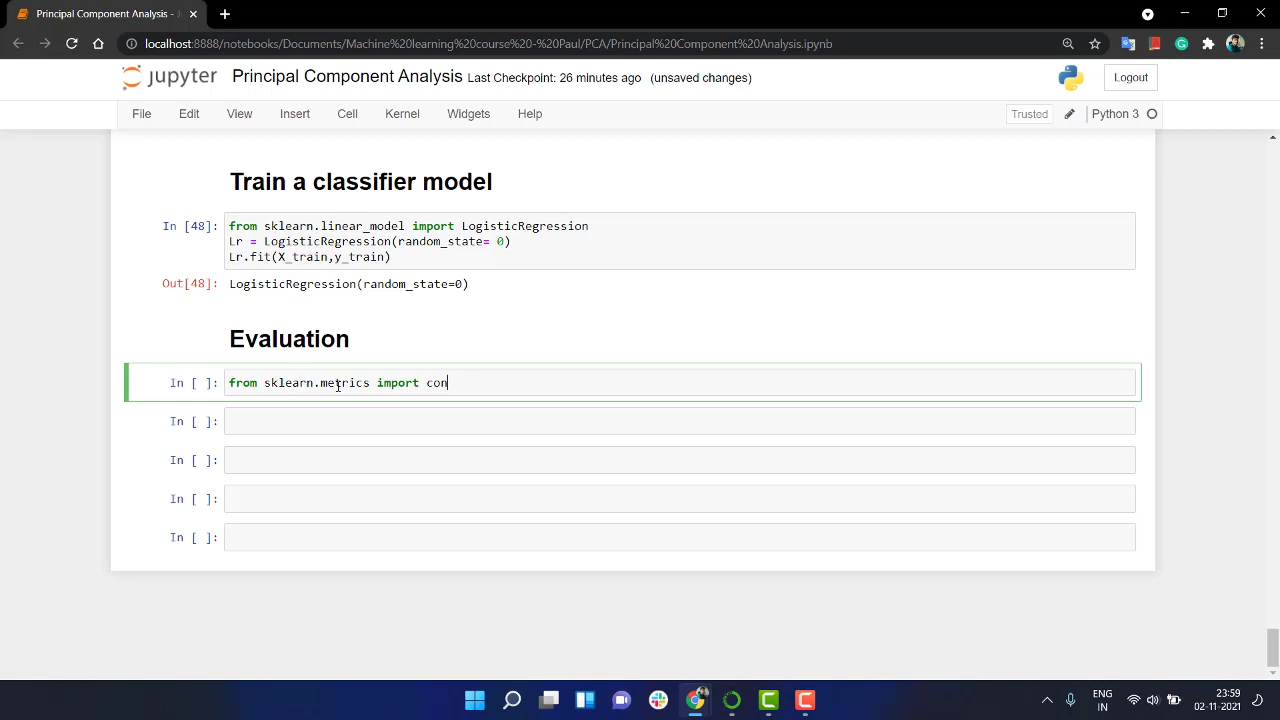 Principal Component Analysis - J
localhost:8888/notebooks/Documents/Machine%20learning%20course%20-%20Paul/PCA/Principal%20Component%20Analysis.ipynb
jupyter Principal Component Analysis Last Checkpoint: 26 minutes ago (unsaved changes) Logout
File Edit View Insert Cell Kernel Widgets Help Trusted Python 3
Train a classifier model
In [48]: from sklearn.linear_model import LogisticRegression
Lr = LogisticRegression(random_state= 0)
Lr.fit(X_train,y_train)
Out[48]: LogisticRegression(random_state=0)
Evaluation
In [ ]: from sklearn.metrics import con
In [ ]:
In [ ]:
In [ ]:
In [ ]:
ENG 23:59
IN 02-11-2021